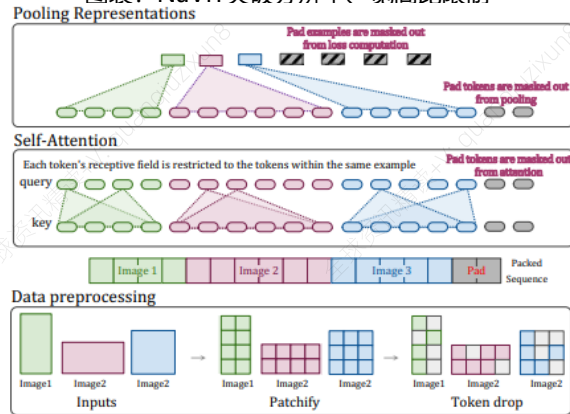 Pooling Representations
Pad examples are masked out
from loss computation
Pad tokens are masked out
from pooling
Self-Attention
Each token's receptive field is restricted to the tokens within the same example
Pad tokens are masked out
from attention
query
key
Image 1
Image 2
Image 3
Pad
Packed
Sequence
Data preprocessing
Image1
Image2
Image2
Inputs
Image1
Image2
Image2
Patchify
Image1
Image2
Image2
Token drop